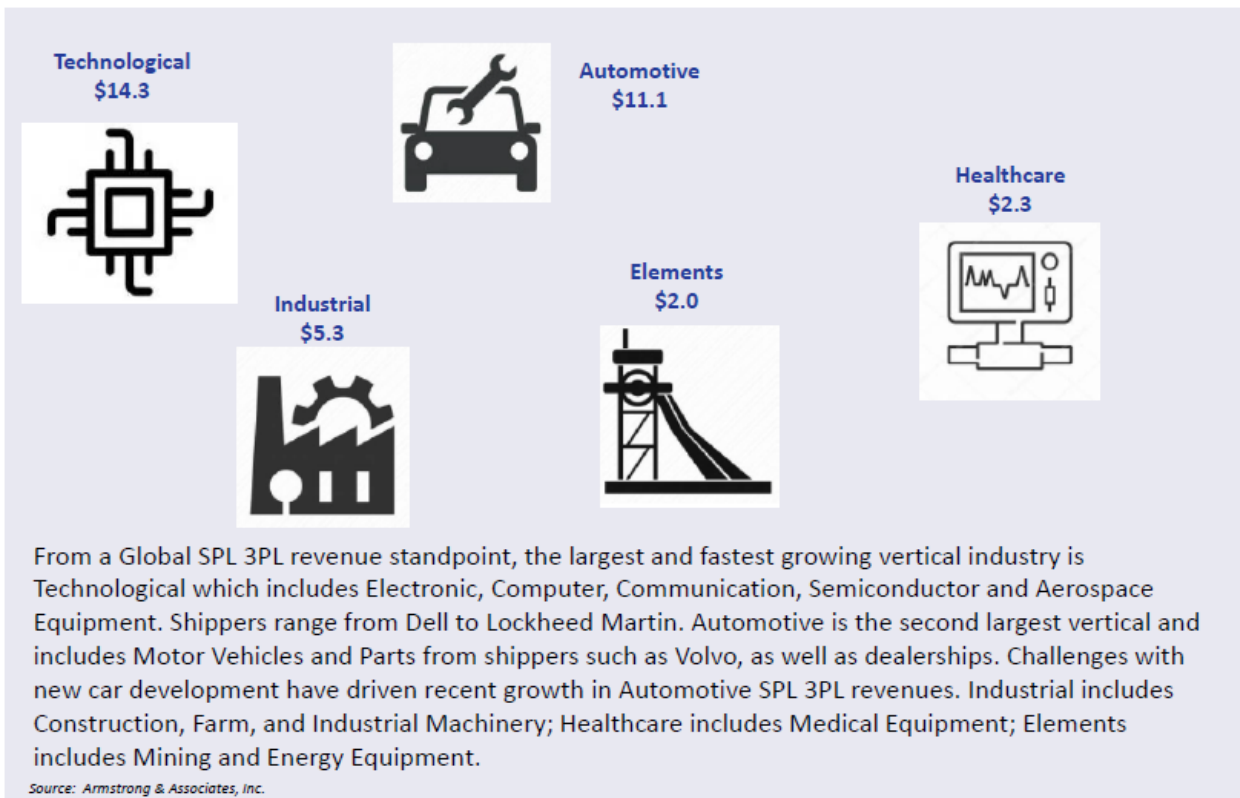 Technological
$14.3
Automotive
$11.1
Healthcare
$2.3
Elements
$2.0
Industrial
$5.3
From a Global SPL 3PL revenue standpoint, the largest and fastest growing vertical industry is
Technological which includes Electronic, Computer, Communication, Semiconductor and Aerospace
Equipment. Shippers range from Dell to Lockheed Martin. Automotive is the second largest vertical and
includes Motor Vehicles and Parts from shippers such as Volvo, as well as dealerships. Challenges with
new car development have driven recent growth in Automotive SPL 3PL revenues. Industrial includes
Construction, Farm, and Industrial Machinery; Healthcare includes Medical Equipment; Elements
includes Mining and Energy Equipment.
Source: Armstrong & Associates, Inc.